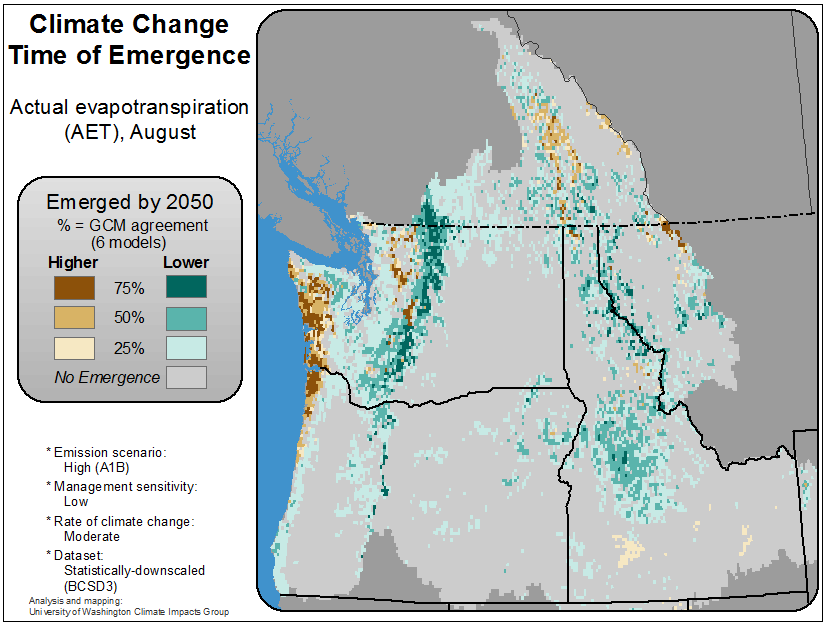 Climate Change
Time of Emergence
Actual evapotranspiration
(AET), August
Emerged by 2050
% = GCM agreement
(6 models)
Higher Lower
75%
50%
25%
No Emergence
* Emission scenario:
High (A1B)
* Management sensitivity:
Low
* Rate of climate change:
Moderate
* Dataset:
Statistically-downscaled
(BCSD3)
Analysis and mapping:
University of Washington Climate Impacts Group